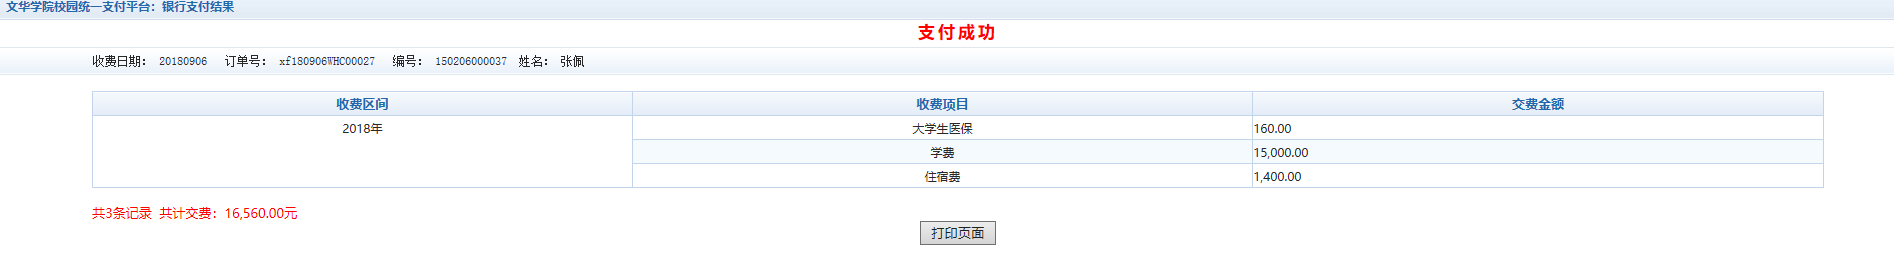 文华学院校园统一支付平台：银行支付结果
支付成功
收费日期： 20180906 订单号： xf180906WHC00027 编号： 150206000037 姓名： 张佩
收费区间 收费项目 交费金额
2018年 大学生医保 160.00
学费 15,000.00
住宿费 1,400.00
共3条记录 共计交费：16,560.00元
打印页面